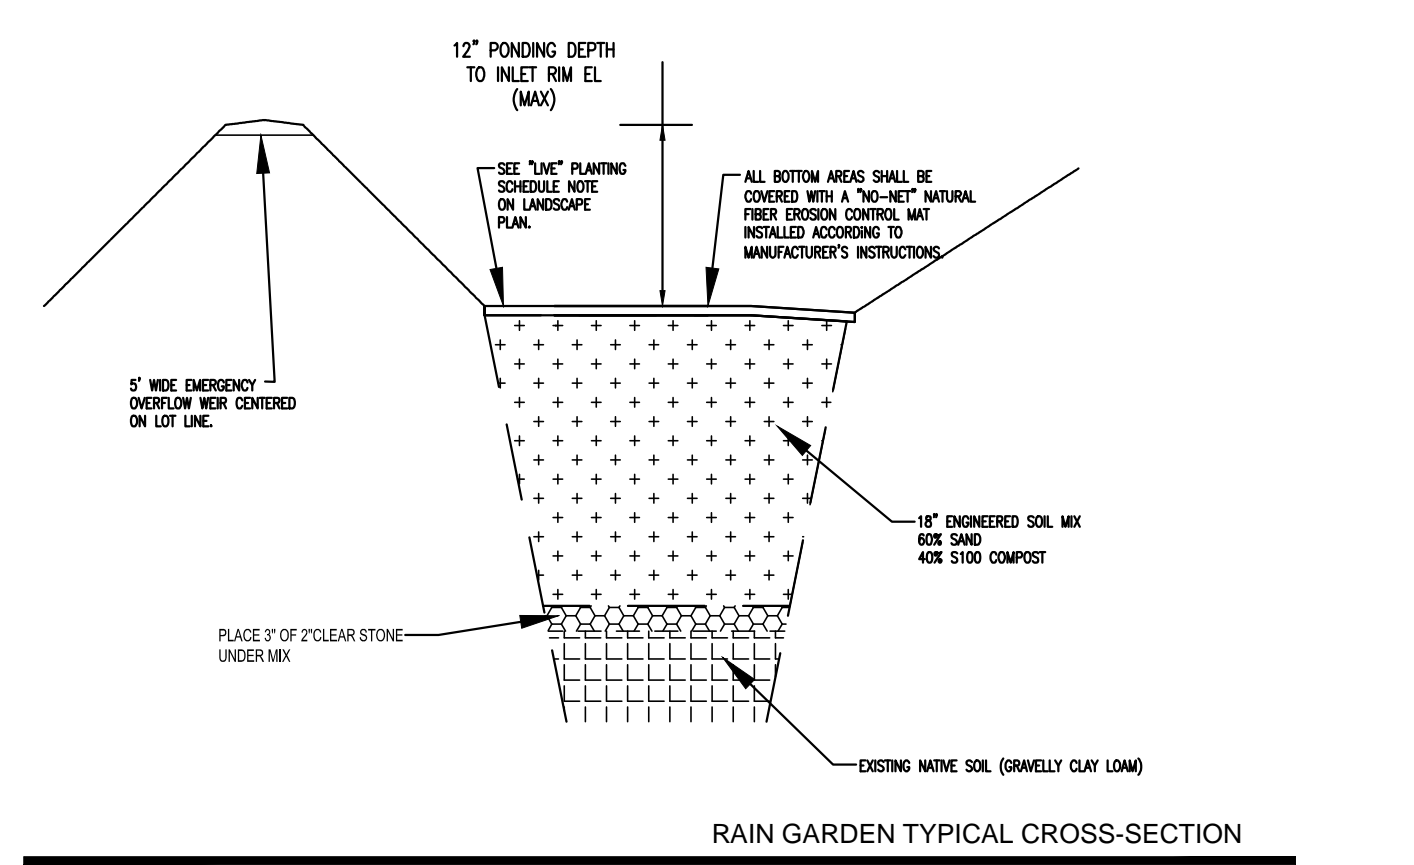 12" PONDING DEPTH
TO INLET RIM EL
(MAX)
SEE "LIVE" PLANTING
SCHEDULE NOTE
ON LANDSCAPE
PLAN.
ALL BOTTOM AREAS SHALL BE
COVERED WITH A "NO-NET" NATURAL
FIBER EROSION CONTROL MAT
INSTALLED ACCORDING TO
MANUFACTURER'S INSTRUCTIONS.
5' WIDE EMERGENCY
OVERFLOW WEIR CENTERED
ON LOT LINE.
18" ENGINEERED SOIL MIX
60% SAND
40% S100 COMPOST
PLACE 3" OF 2"CLEAR STONE
UNDER MIX
EXISTING NATIVE SOIL (GRAVELLY CLAY LOAM)
RAIN GARDEN TYPICAL CROSS-SECTION